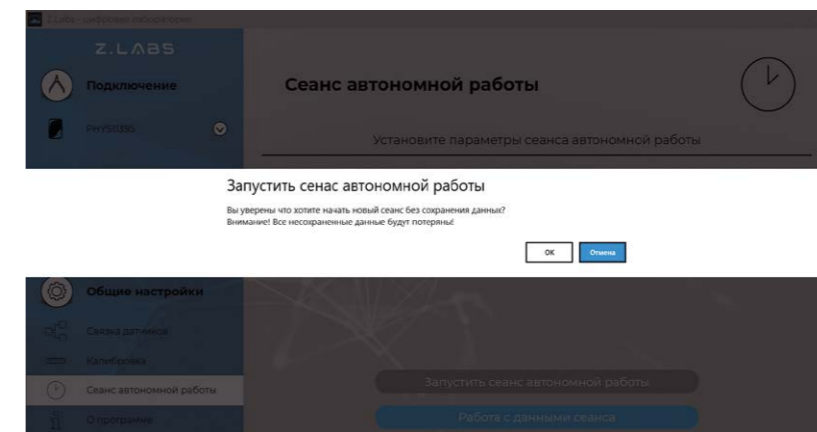 Z.Labs - цифровые лаборатории
Z.LABS
Подключение
Сеанс автономной работы
PHYS11395
Установите параметры сеанса автономной работы
Запустить сенас автономной работы
Вы уверены что хотите начать новый сеанс без сохранения данных?
Внимание! Все несохраненные данные будут потеряны!
ОК
Отмена
Общие настройки
Связка датчиков
Калибровка
Запустить сеанс автономной работы
Сеанс автономной работы
О программе
Работа с данными сеанса